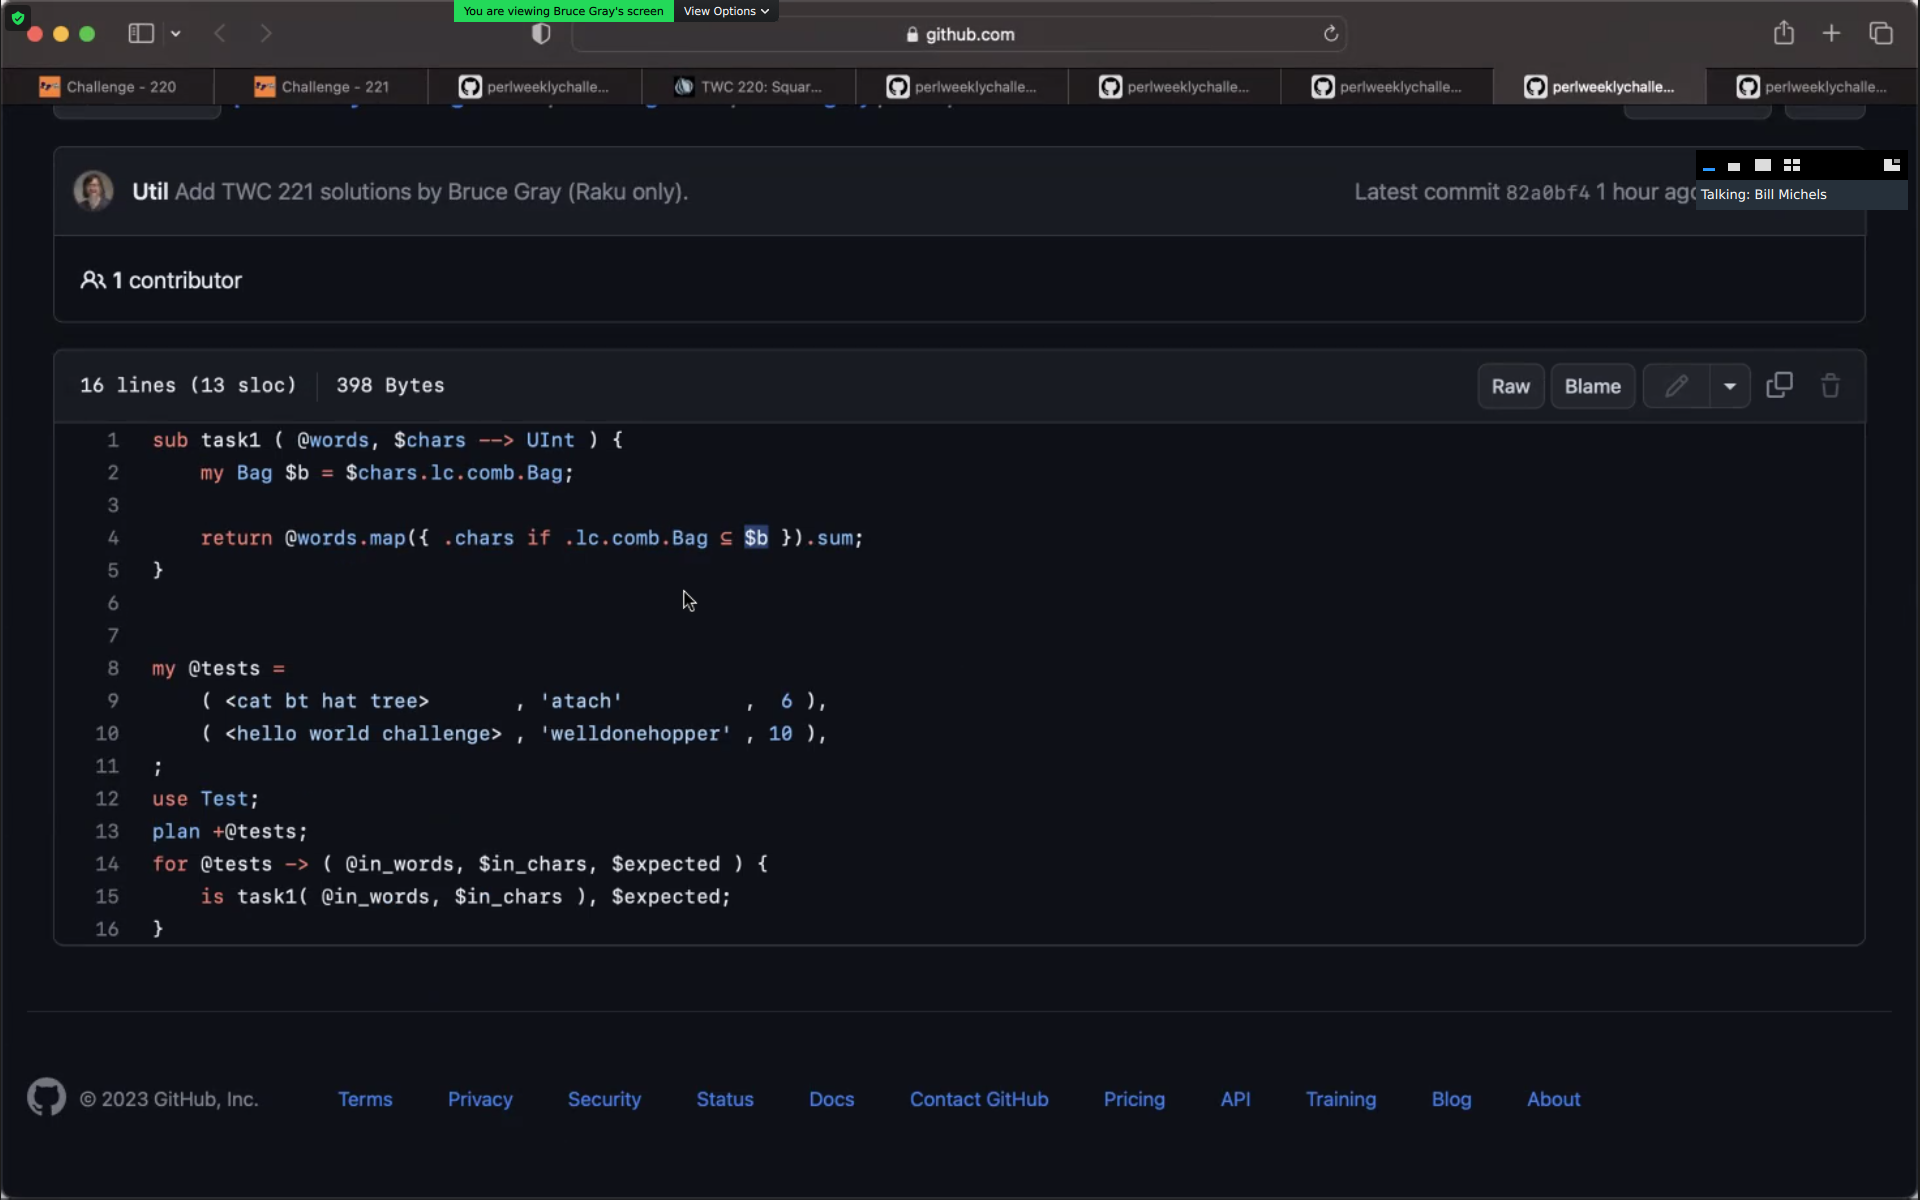 You are viewing Bruce Gray's screen View Options
github.com
Challenge - 220
Challenge - 221
perlweeklychalle...
TWC 220: Squar...
perlweeklychalle...
perlweeklychalle...
perlweeklychalle...
perlweeklychalle...
perlweeklychalle...
Util Add TWC 221 solutions by Bruce Gray (Raku only).
Latest commit 82a0bf4 1 hour ago
Talking: Bill Michels
1 contributor
16 lines (13 sloc) 398 Bytes
Raw Blame
1 sub task1 ( @words, $chars --> UInt ) {
2 my Bag $b = $chars.lc.comb.Bag;
3
4 return @words.map({ .chars if .lc.comb.Bag ⊆ $b }).sum;
5 }
6
7
8 my @tests =
9 ( <cat bt hat tree> , 'atach' , 6 ),
10 ( <hello world challenge> , 'welldonehopper' , 10 ),
11 ;
12 use Test;
13 plan +@tests;
14 for @tests -> ( @in_words, $in_chars, $expected ) {
15 is task1( @in_words, $in_chars ), $expected;
16 }
© 2023 GitHub, Inc. Terms Privacy Security Status Docs Contact GitHub Pricing API Training Blog About